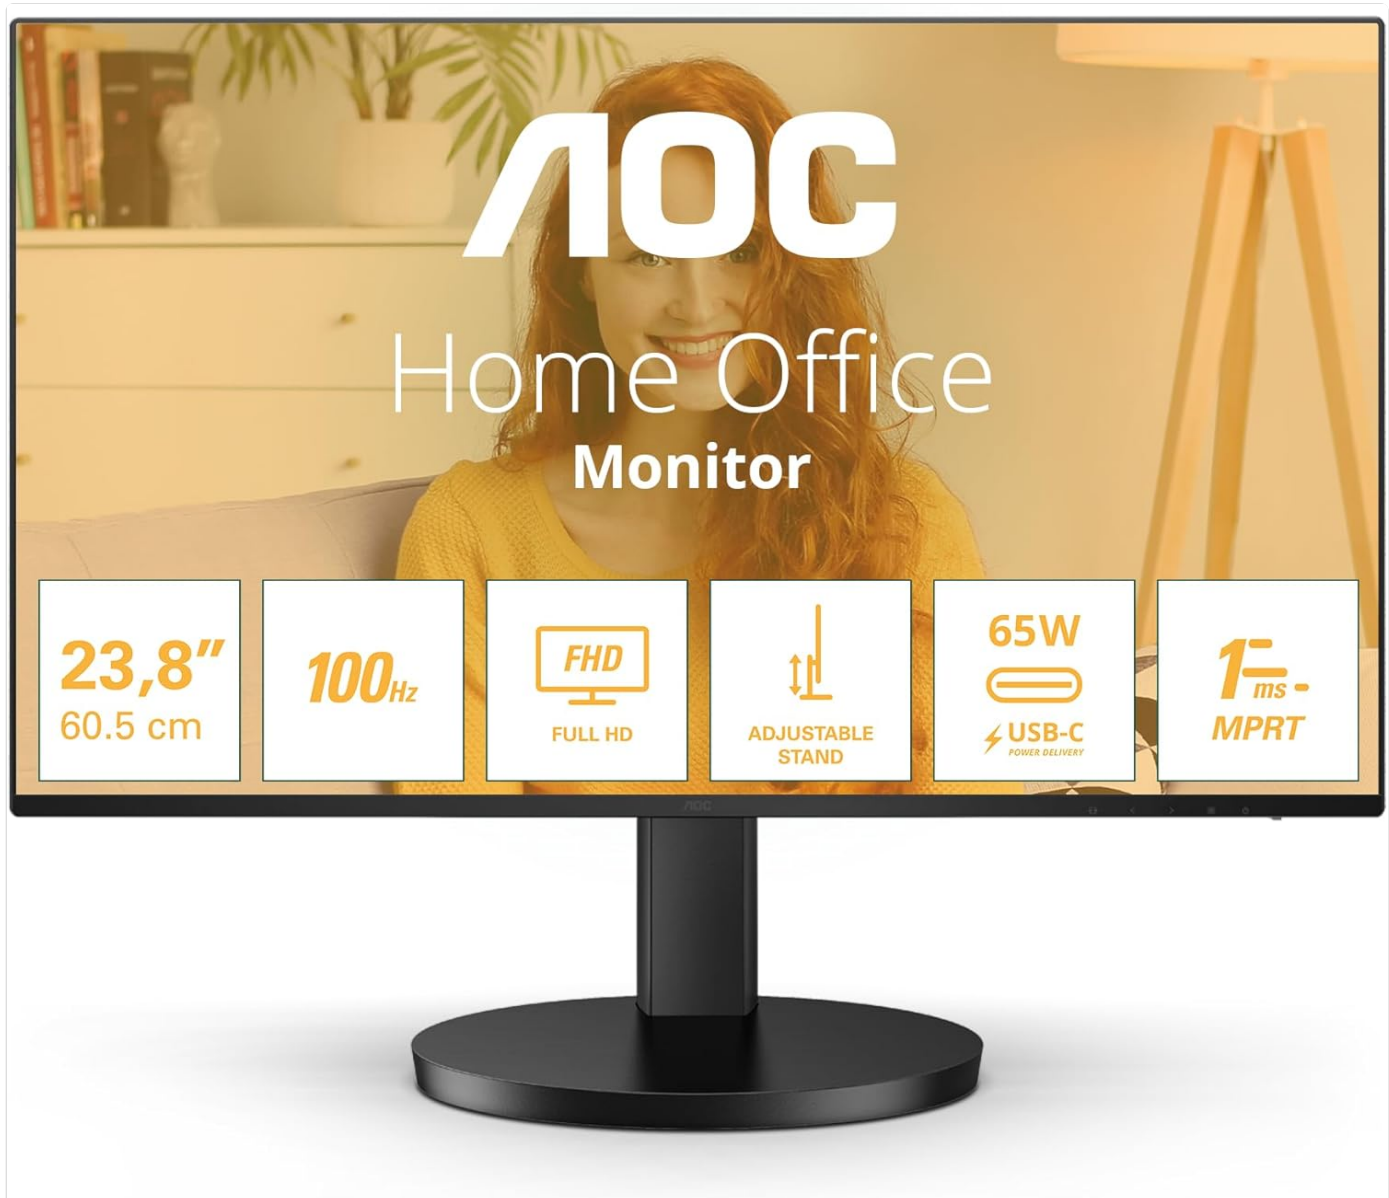 AOC
Home Office
Monitor
23,8”
60.5 cm
100Hz
FHD
FULL HD
ADJUSTABLE
STAND
65W
USB-C
POWER DELIVERY
1ms
MPRT
AOC